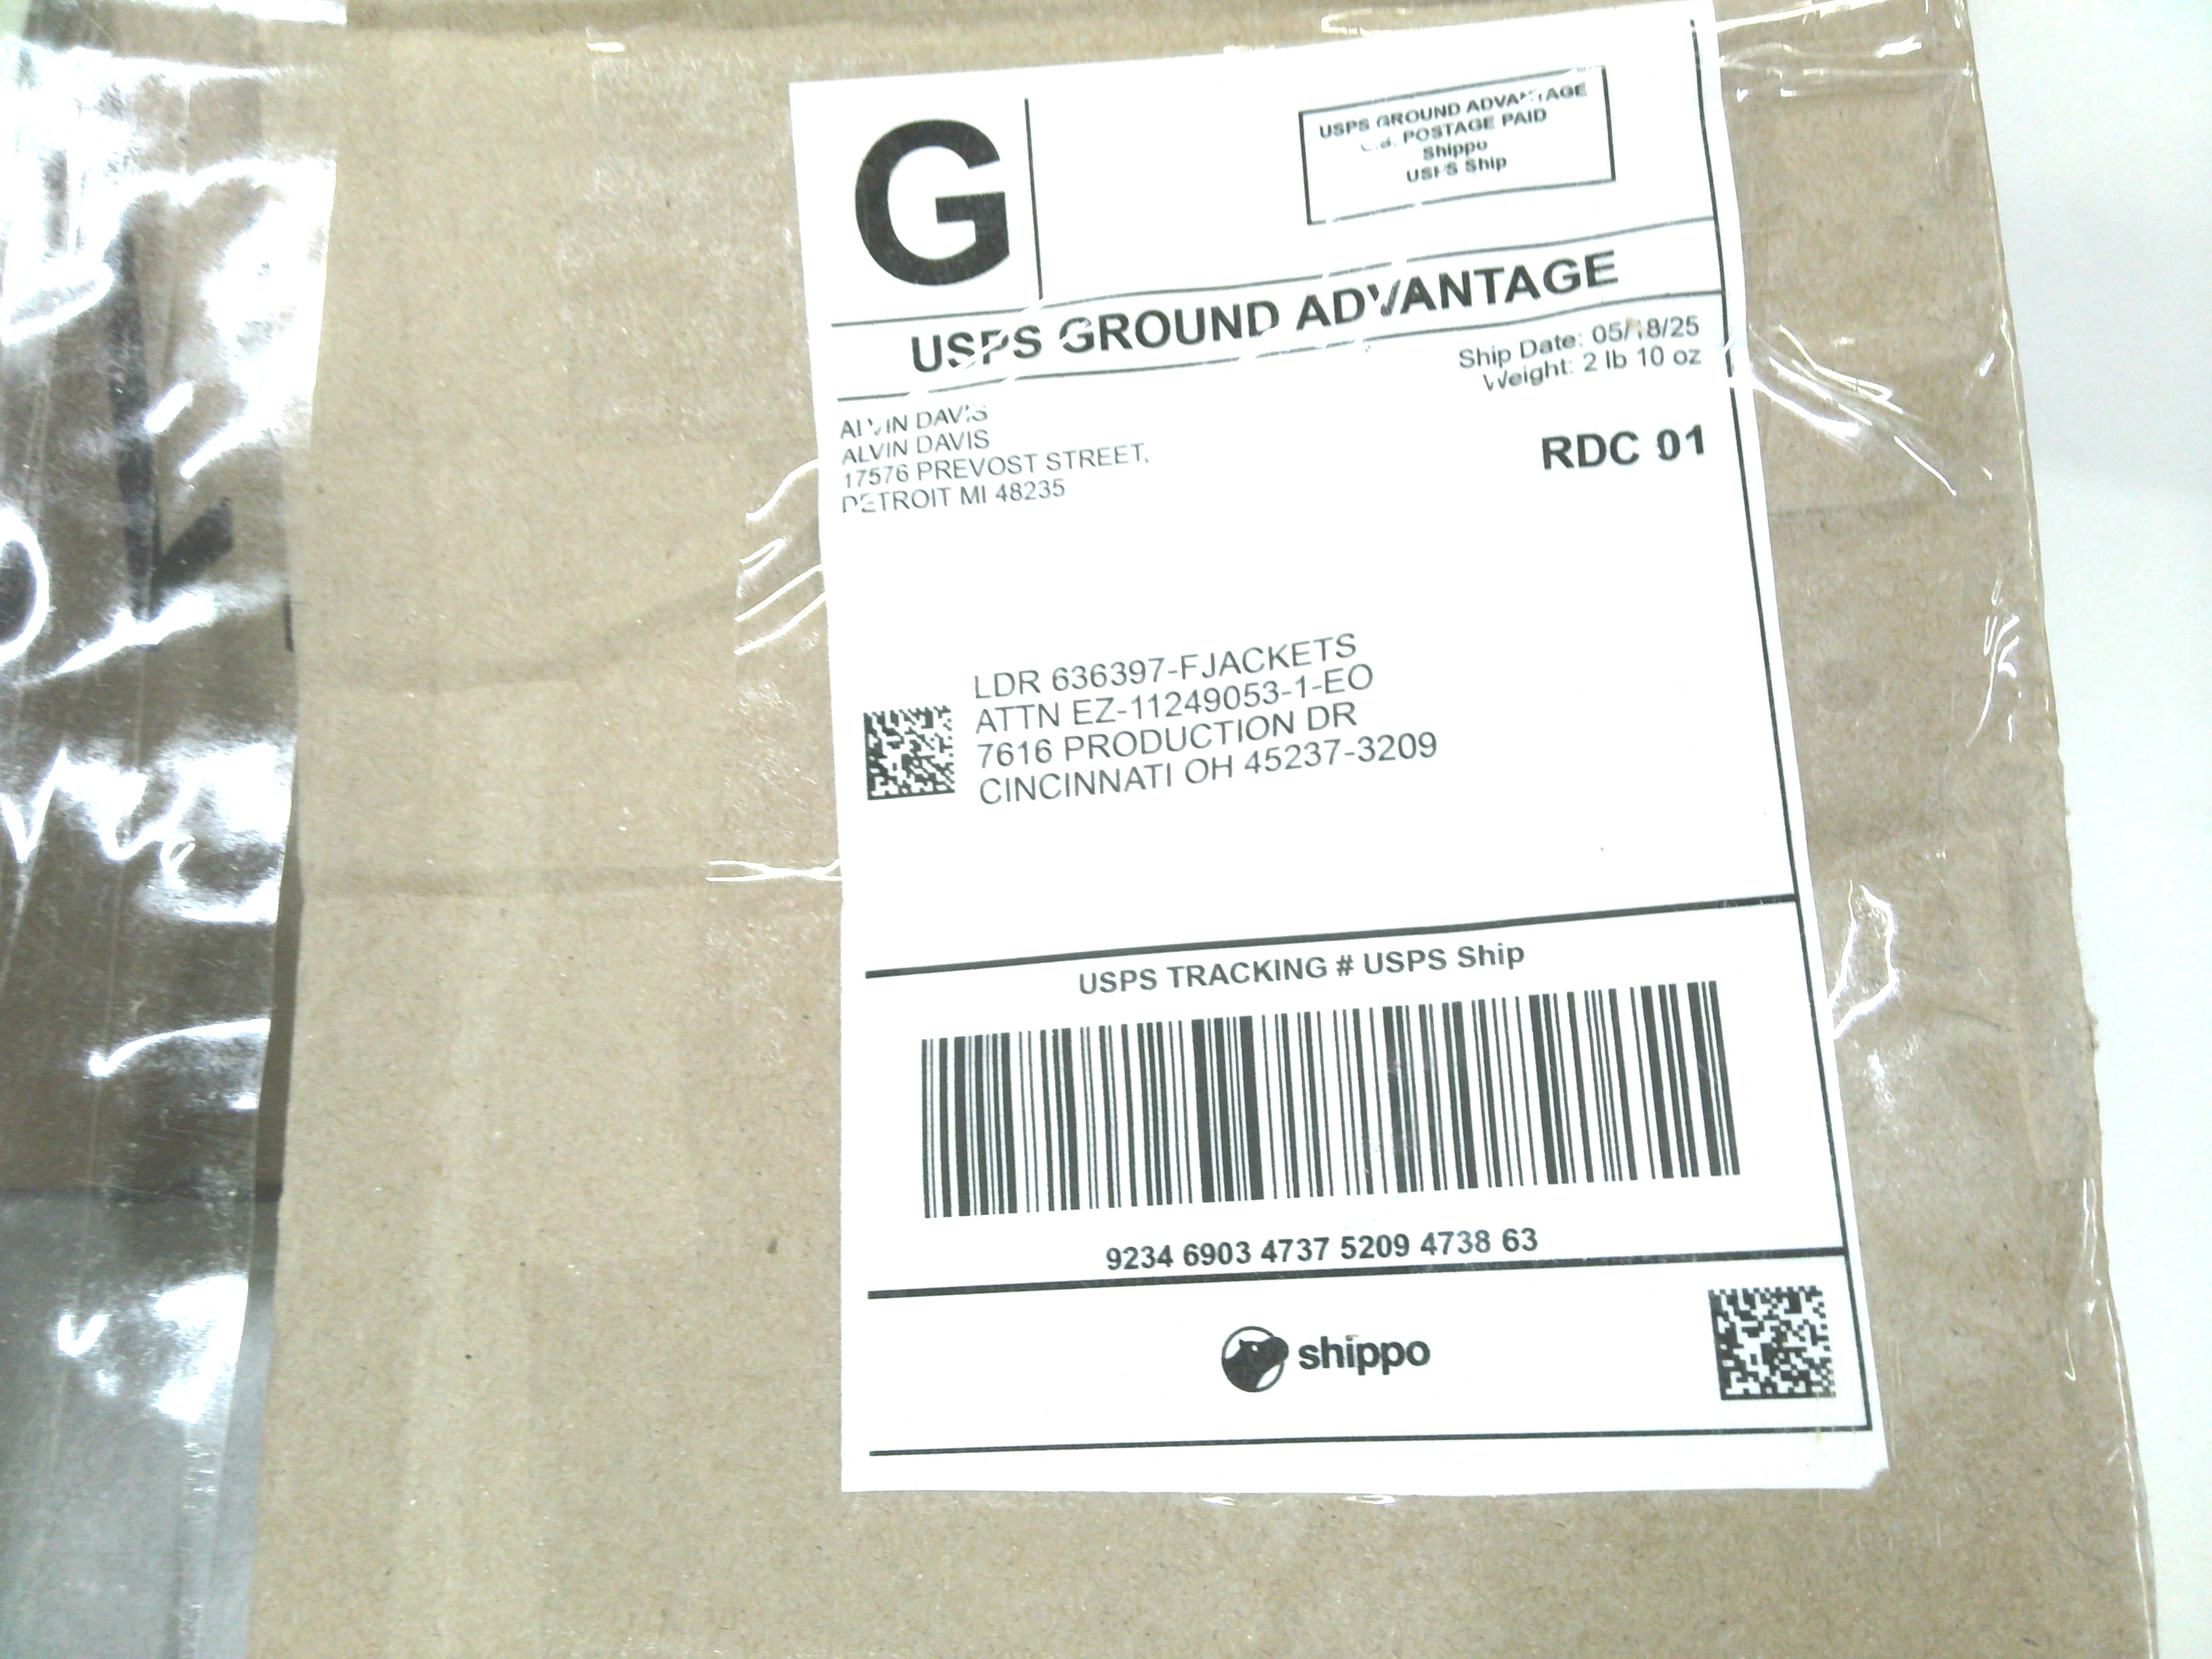 G
USPS GROUND ADVANTAGE
U.S. POSTAGE PAID
Shippo
USPS Ship
USPS GROUND ADVANTAGE
Ship Date: 05/18/25
Weight: 2 lb 10 oz
ALVIN DAVIS
ALVIN DAVIS
17576 PREVOST STREET,
DETROIT MI 48235
RDC 01
LDR 636397-FJACKETS
ATTN EZ-11249053-1-EO
7616 PRODUCTION DR
CINCINNATI OH 45237-3209
USPS TRACKING # USPS Ship
9234 6903 4737 5209 4738 63
shippo